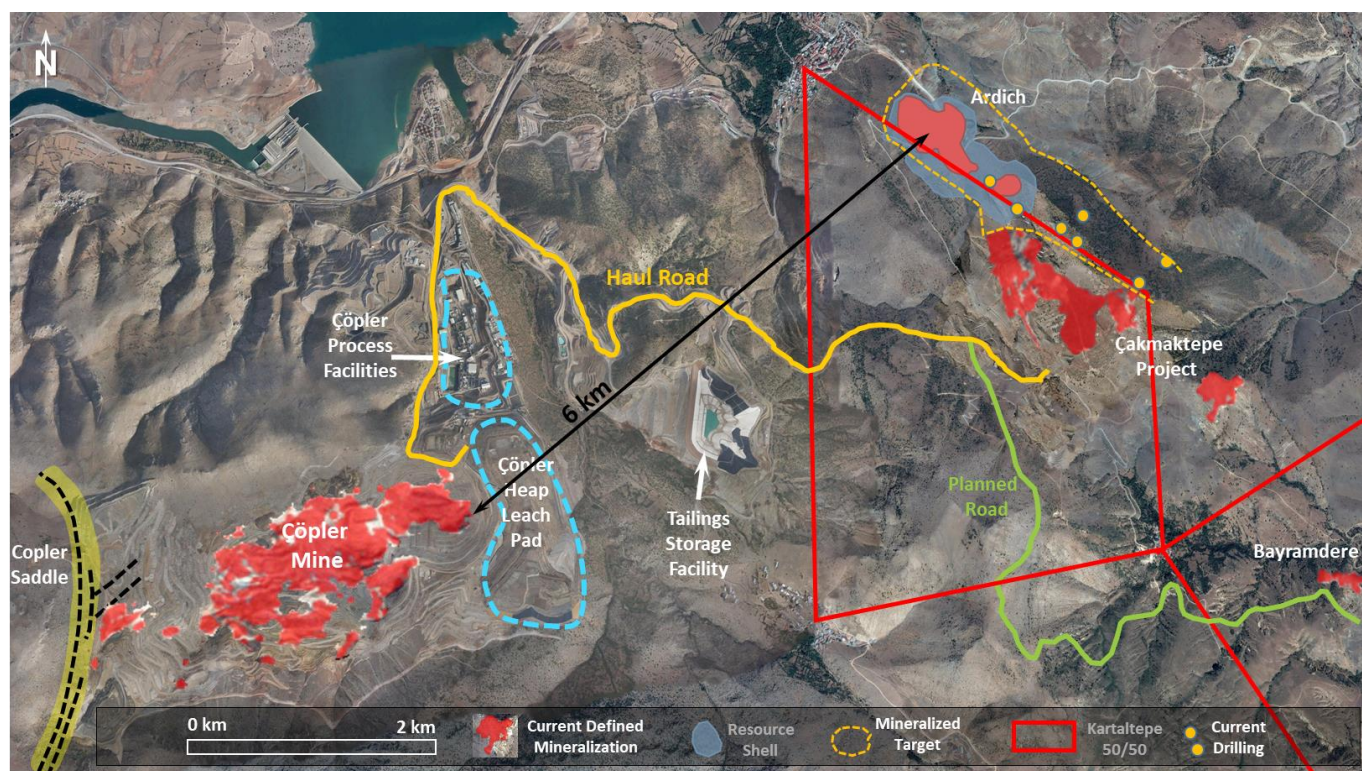 N
Ardich
Haul Road
Çöpler
Process
Facilities
6 km
Çakmaktepe
Project
Çöpler
Heap
Leach
Pad
Planned
Road
Tailings
Storage
Facility
Çöpler
Mine
Copler
Saddle
Bayramdere
0 km
2 km
Current Defined
Mineralization
Resource
Shell
Mineralized
Target
Kartaltepe
50/50
Current
Drilling